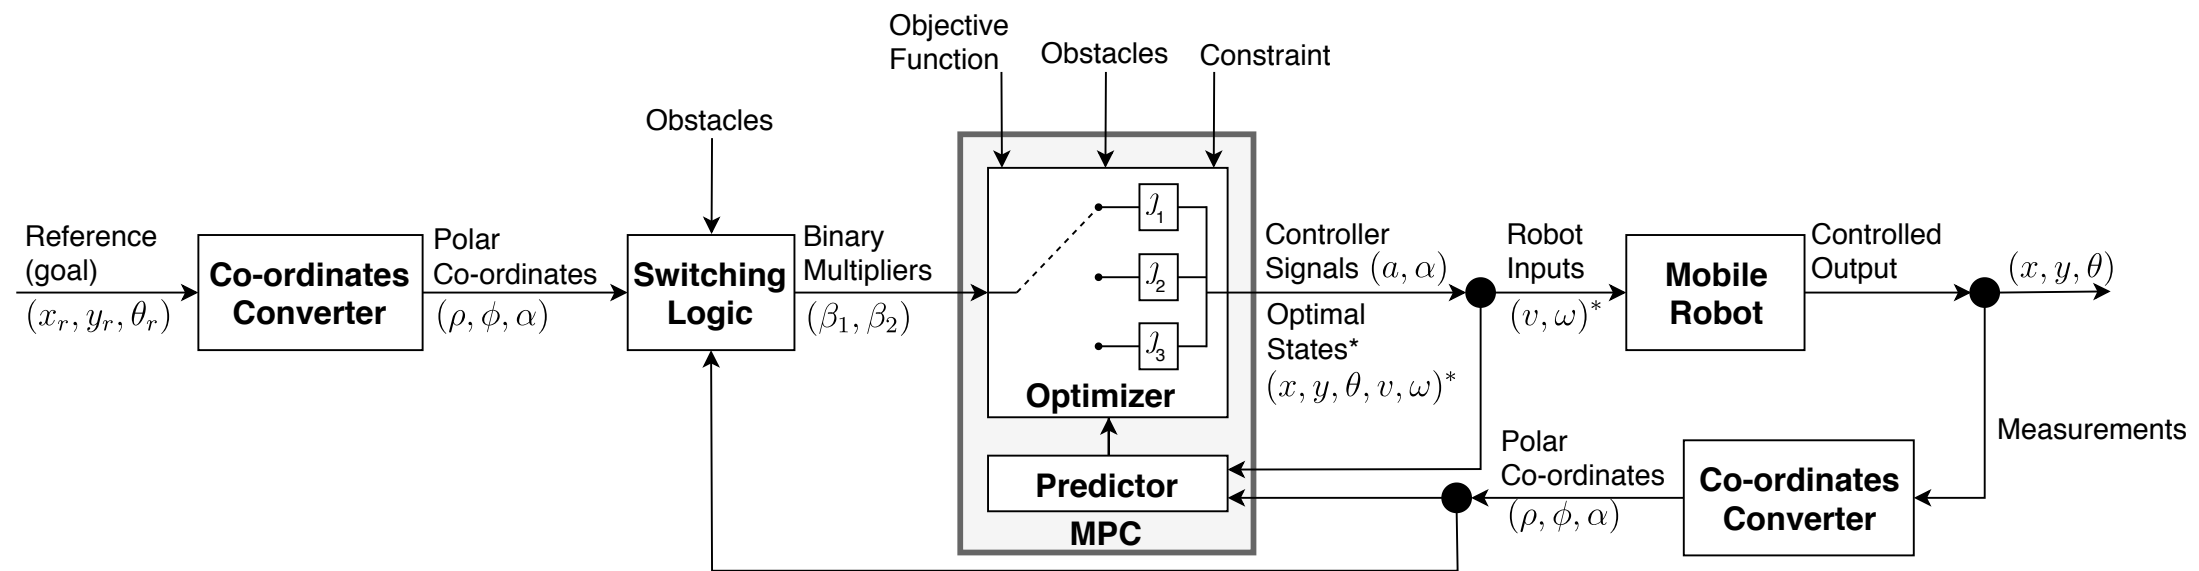 Objective
Function
Obstacles
Constraint
Obstacles
Reference
(goal)
(x_r, y_r, θ_r)
Co-ordinates
Converter
Polar
Co-ordinates
(ρ, ϕ, α)
Switching
Logic
Binary
Multipliers
(β_1, β_2)
J_1
J_2
J_3
Optimizer
Predictor
MPC
Controller
Signals (a, α)
Optimal
States*
(x, y, θ, v, ω)*
Robot
Inputs
(v, ω)*
Mobile
Robot
Controlled
Output
(x, y, θ)
Measurements
Polar
Co-ordinates
(ρ, ϕ, α)
Co-ordinates
Converter